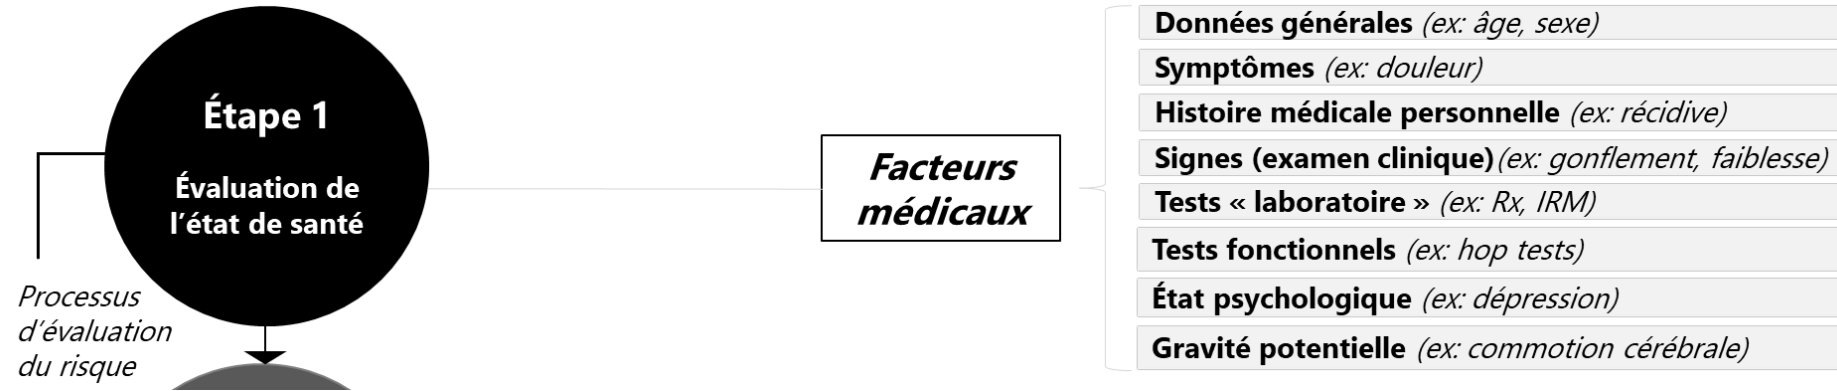 Étape 1
Évaluation de
l'état de santé
Processus
d'évaluation
du risque
Facteurs
médicaux
Données générales (ex: âge, sexe)
Symptômes (ex: douleur)
Histoire médicale personnelle (ex: récidive)
Signes (examen clinique)(ex: gonflement, faiblesse)
Tests « laboratoire » (ex: Rx, IRM)
Tests fonctionnels (ex: hop tests)
État psychologique (ex: dépression)
Gravité potentielle (ex: commotion cérébrale)